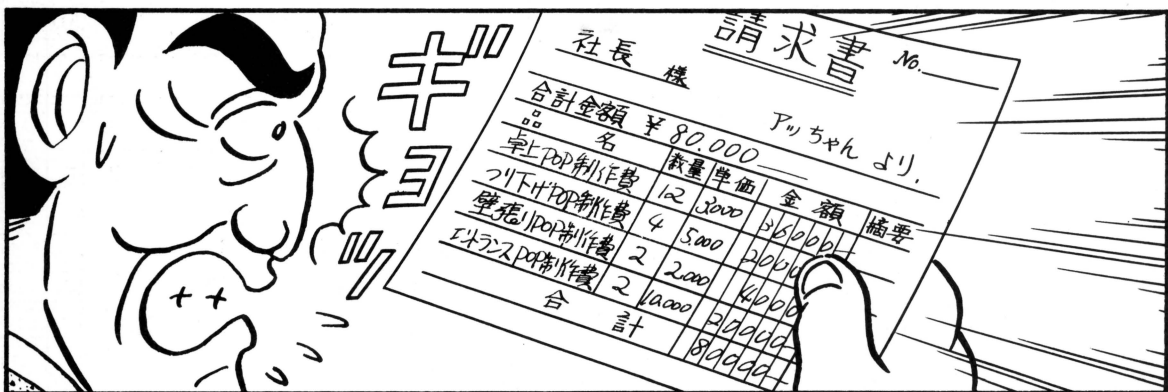 ギョッ
請求書 No.
社長 様
アッちゃん より.
合計金額 ¥80.000
品 名 数量 単価 金額 摘要
卓上POP制作費 12 3000 36000
つり下げPOP制作費 4 5.000 20000
壁張りPOP制作費 2 2.000 4000
エントランスPOP制作費 2 10.000 20000
合 計 80000